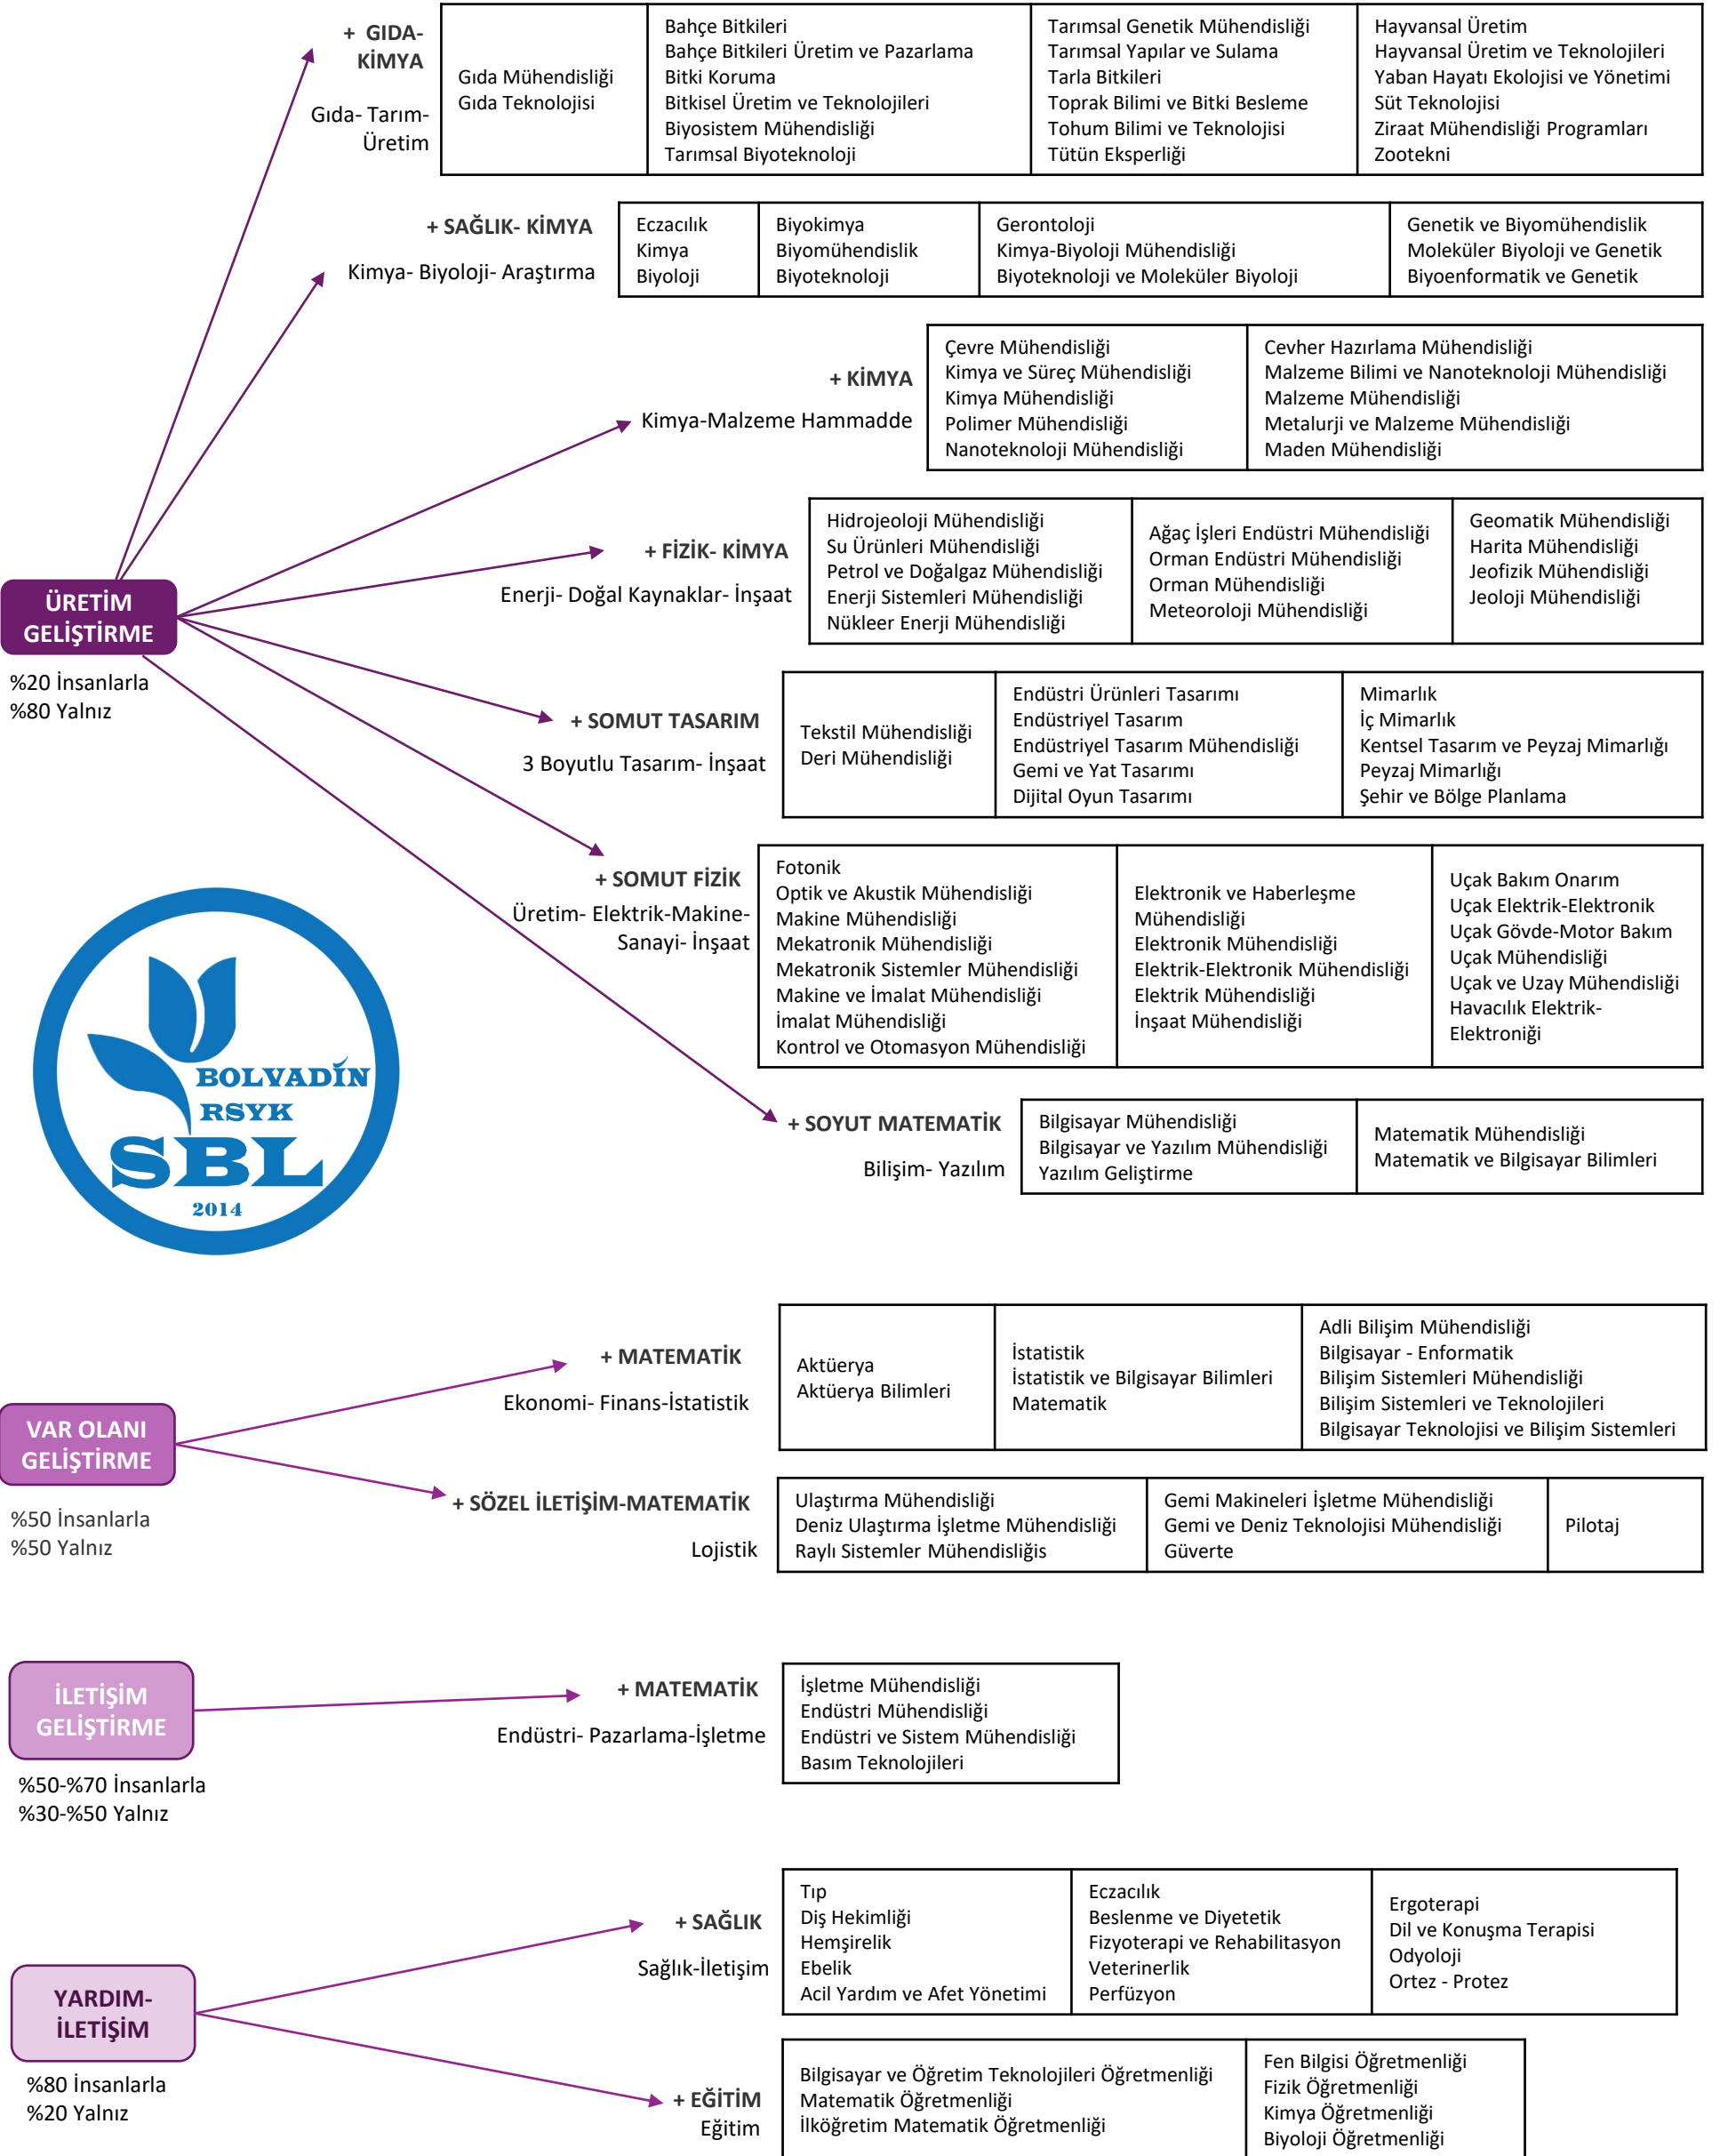 + GIDA-
KİMYA
Gıda- Tarım-
Üretim
Gıda Mühendisliği
Gıda Teknolojisi
Bahçe Bitkileri
Bahçe Bitkileri Üretim ve Pazarlama
Bitki Koruma
Bitkisel Üretim ve Teknolojileri
Biyosistem Mühendisliği
Tarımsal Biyoteknoloji
Tarımsal Genetik Mühendisliği
Tarımsal Yapılar ve Sulama
Tarla Bitkileri
Toprak Bilimi ve Bitki Besleme
Tohum Bilimi ve Teknolojisi
Tütün Eksperliği
Hayvansal Üretim
Hayvansal Üretim ve Teknolojileri
Yaban Hayatı Ekolojisi ve Yönetimi
Süt Teknolojisi
Ziraat Mühendisliği Programları
Zootekni
+ SAĞLIK- KİMYA
Kimya- Biyoloji- Araştırma
Eczacılık
Kimya
Biyoloji
Biyokimya
Biyomühendislik
Biyoteknoloji
Gerontoloji
Kimya-Biyoloji Mühendisliği
Biyoteknoloji ve Moleküler Biyoloji
Genetik ve Biyomühendislik
Moleküler Biyoloji ve Genetik
Biyoenformatik ve Genetik
+ KİMYA
Kimya-Malzeme Hammadde
Çevre Mühendisliği
Kimya ve Süreç Mühendisliği
Kimya Mühendisliği
Polimer Mühendisliği
Nanoteknoloji Mühendisliği
Cevher Hazırlama Mühendisliği
Malzeme Bilimi ve Nanoteknoloji Mühendisliği
Malzeme Mühendisliği
Metalurji ve Malzeme Mühendisliği
Maden Mühendisliği
+ FİZİK- KİMYA
Enerji- Doğal Kaynaklar- İnşaat
Hidrojeoloji Mühendisliği
Su Ürünleri Mühendisliği
Petrol ve Doğalgaz Mühendisliği
Enerji Sistemleri Mühendisliği
Nükleer Enerji Mühendisliği
Ağaç İşleri Endüstri Mühendisliği
Orman Endüstri Mühendisliği
Orman Mühendisliği
Meteoroloji Mühendisliği
Geomatik Mühendisliği
Harita Mühendisliği
Jeofizik Mühendisliği
Jeoloji Mühendisliği
ÜRETİM
GELİŞTİRME
%20 İnsanlarla
%80 Yalnız
+ SOMUT TASARIM
3 Boyutlu Tasarım- İnşaat
Tekstil Mühendisliği
Deri Mühendisliği
Endüstri Ürünleri Tasarımı
Endüstriyel Tasarım
Endüstriyel Tasarım Mühendisliği
Gemi ve Yat Tasarımı
Dijital Oyun Tasarımı
Mimarlık
İç Mimarlık
Kentsel Tasarım ve Peyzaj Mimarlığı
Peyzaj Mimarlığı
Şehir ve Bölge Planlama
+ SOMUT FİZİK
Üretim- Elektrik-Makine-
Sanayi- İnşaat
Fotonik
Optik ve Akustik Mühendisliği
Makine Mühendisliği
Mekatronik Mühendisliği
Mekatronik Sistemler Mühendisliği
Makine ve İmalat Mühendisliği
İmalat Mühendisliği
Kontrol ve Otomasyon Mühendisliği
Elektronik ve Haberleşme
Mühendisliği
Elektronik Mühendisliği
Elektrik-Elektronik Mühendisliği
Elektrik Mühendisliği
İnşaat Mühendisliği
Uçak Bakım Onarım
Uçak Elektrik-Elektronik
Uçak Gövde-Motor Bakım
Uçak Mühendisliği
Uçak ve Uzay Mühendisliği
Havacılık Elektrik-
Elektroniği
BOLVADİN
RSYK
SBL
2014
+ SOYUT MATEMATİK
Bilişim- Yazılım
Bilgisayar Mühendisliği
Bilgisayar ve Yazılım Mühendisliği
Yazılım Geliştirme
Matematik Mühendisliği
Matematik ve Bilgisayar Bilimleri
VAR OLANI
GELİŞTİRME
%50 İnsanlarla
%50 Yalnız
+ MATEMATİK
Ekonomi- Finans-İstatistik
Aktüerya
Aktüerya Bilimleri
İstatistik
İstatistik ve Bilgisayar Bilimleri
Matematik
Adli Bilişim Mühendisliği
Bilgisayar - Enformatik
Bilişim Sistemleri Mühendisliği
Bilişim Sistemleri ve Teknolojileri
Bilgisayar Teknolojisi ve Bilişim Sistemleri
+ SÖZEL İLETİŞİM-MATEMATİK
Lojistik
Ulaştırma Mühendisliği
Deniz Ulaştırma İşletme Mühendisliği
Raylı Sistemler Mühendisliğis
Gemi Makineleri İşletme Mühendisliği
Gemi ve Deniz Teknolojisi Mühendisliği
Güverte
Pilotaj
İLETİŞİM
GELİŞTİRME
%50-%70 İnsanlarla
%30-%50 Yalnız
+ MATEMATİK
Endüstri- Pazarlama-İşletme
İşletme Mühendisliği
Endüstri Mühendisliği
Endüstri ve Sistem Mühendisliği
Basım Teknolojileri
YARDIM-
İLETİŞİM
%80 İnsanlarla
%20 Yalnız
+ SAĞLIK
Sağlık-İletişim
Tıp
Diş Hekimliği
Hemşirelik
Ebelik
Acil Yardım ve Afet Yönetimi
Eczacılık
Beslenme ve Diyetetik
Fizyoterapi ve Rehabilitasyon
Veterinerlik
Perfüzyon
Ergoterapi
Dil ve Konuşma Terapisi
Odyoloji
Ortez - Protez
+ EĞİTİM
Eğitim
Bilgisayar ve Öğretim Teknolojileri Öğretmenliği
Matematik Öğretmenliği
İlköğretim Matematik Öğretmenliği
Fen Bilgisi Öğretmenliği
Fizik Öğretmenliği
Kimya Öğretmenliği
Biyoloji Öğretmenliği